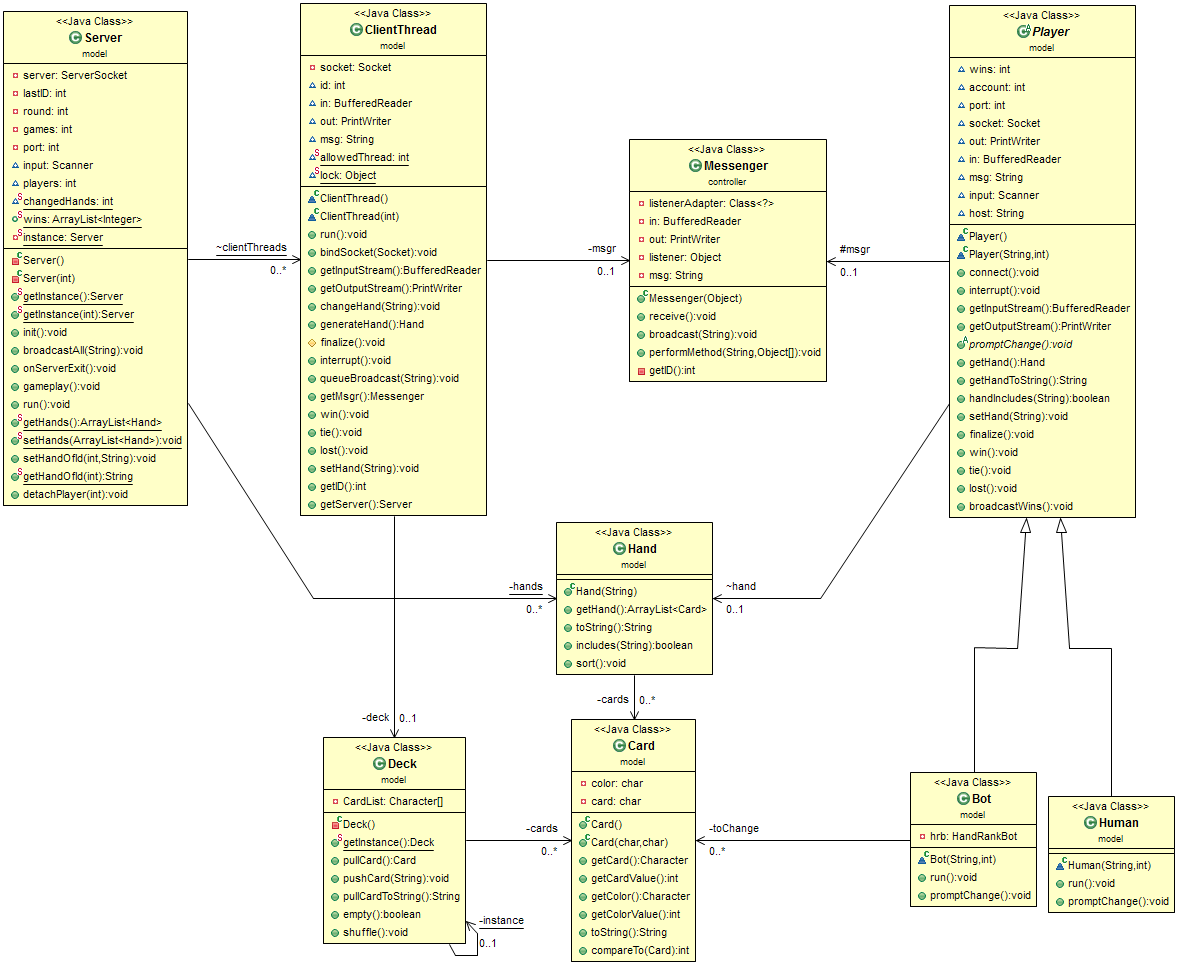 <<Java Class>>
Server
model
server: ServerSocket
lastID: int
round: int
games: int
port: int
input: Scanner
players: int
changedHands: int
wins: ArrayList<Integer>
instance: Server
Server()
Server(int)
getInstance():Server
getInstance(int):Server
init():void
broadcastAll(String):void
onServerExit():void
gameplay():void
run():void
getHands():ArrayList<Hand>
setHands(ArrayList<Hand>):void
setHandOfId(int,String):void
getHandOfId(int):String
detachPlayer(int):void
~clientThreads
0..*
<<Java Class>>
ClientThread
model
socket: Socket
id: int
in: BufferedReader
out: PrintWriter
msg: String
allowedThread: int
lock: Object
ClientThread()
ClientThread(int)
run():void
bindSocket(Socket):void
getInputStream():BufferedReader
getOutputStream():PrintWriter
changeHand(String):void
generateHand():Hand
finalize():void
interrupt():void
queueBroadcast(String):void
getMsgr():Messenger
win():void
tie():void
lost():void
setHand(String):void
getID():int
getServer():Server
-msgr
0..1
<<Java Class>>
Messenger
controller
listenerAdapter: Class<?>
in: BufferedReader
out: PrintWriter
listener: Object
msg: String
Messenger(Object)
receive():void
broadcast(String):void
performMethod(String,Object[]):void
getID():int
#msgr
0..1
<<Java Class>>
Player
model
wins: int
account: int
port: int
socket: Socket
out: PrintWriter
in: BufferedReader
msg: String
input: Scanner
host: String
Player()
Player(String,int)
connect():void
interrupt():void
getInputStream():BufferedReader
getOutputStream():PrintWriter
promptChange():void
getHand():Hand
getHandToString():String
handIncludes(String):boolean
setHand(String):void
finalize():void
win():void
tie():void
lost():void
broadcastWins():void
-hands
0..*
<<Java Class>>
Hand
model
Hand(String)
getHand():ArrayList<Card>
toString():String
includes(String):boolean
sort():void
~hand
0..1
-cards
0..*
-deck
0..1
<<Java Class>>
Deck
model
CardList: Character[]
Deck()
getInstance():Deck
pullCard():Card
pushCard(String):void
pullCardToString():String
empty():boolean
shuffle():void
-instance
0..1
-cards
0..*
<<Java Class>>
Card
model
color: char
card: char
Card()
Card(char,char)
getCard():Character
getCardValue():int
getColor():Character
getColorValue():int
toString():String
compareTo(Card):int
-toChange
0..*
<<Java Class>>
Bot
model
hrb: HandRankBot
Bot(String,int)
run():void
promptChange():void
<<Java Class>>
Human
model
Human(String,int)
run():void
promptChange():void